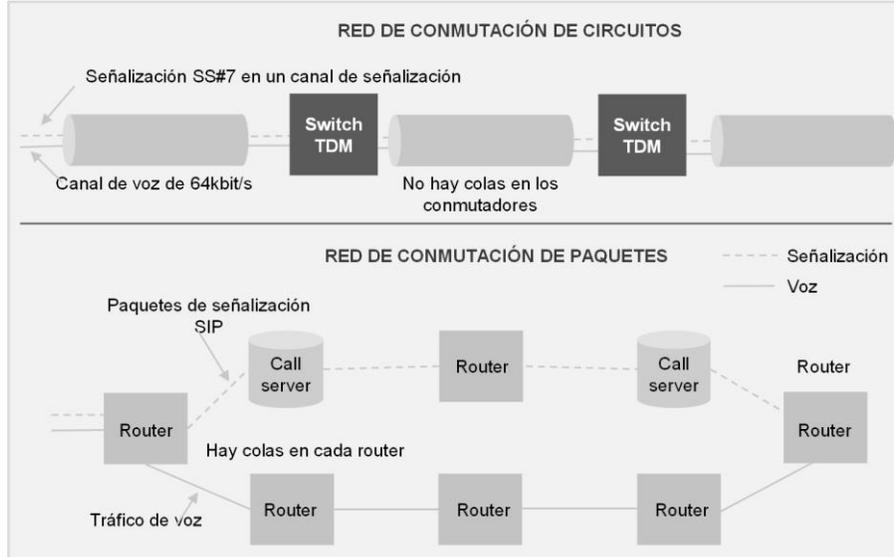 RED DE CONMUTACIÓN DE CIRCUITOS
Señalización SS#7 en un canal de señalización
Switch
TDM
Switch
TDM
Canal de voz de 64kbit/s
No hay colas en los
conmutadores
RED DE CONMUTACIÓN DE PAQUETES
Señalización
Voz
Paquetes de señalización
SIP
Call
server
Router
Call
server
Router
Router
Router
Hay colas en cada router
Tráfico de voz
Router
Router
Router